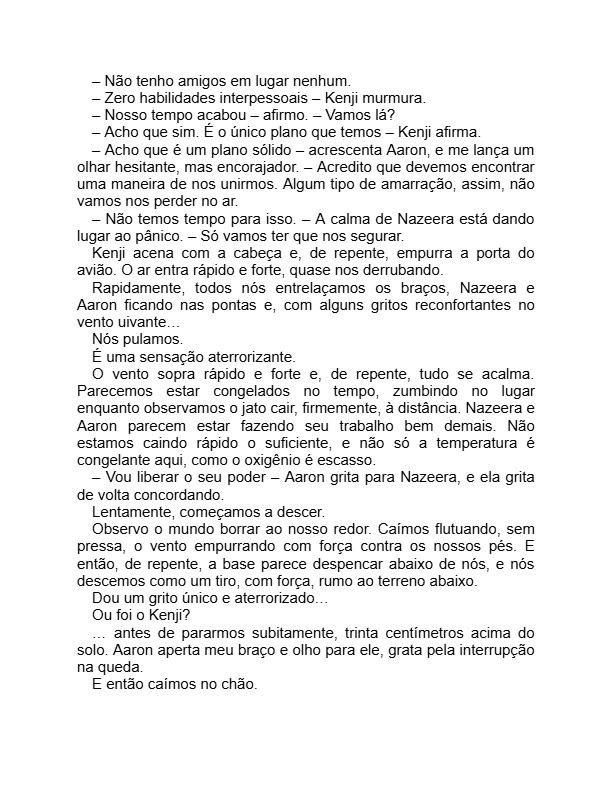 – Não tenho amigos em lugar nenhum.
– Zero habilidades interpessoais – Kenji murmura.
– Nosso tempo acabou – afirmo. – Vamos lá?
– Acho que sim. É o único plano que temos – Kenji afirma.
– Acho que é um plano sólido – acrescenta Aaron, e me lança um
olhar hesitante, mas encorajador. – Acredito que devemos encontrar
uma maneira de nos unirmos. Algum tipo de amarração, assim, não
vamos nos perder no ar.
– Não temos tempo para isso. – A calma de Nazeera está dando
lugar ao pânico. – Só vamos ter que nos segurar.
Kenji acena com a cabeça e, de repente, empurra a porta do
avião. O ar entra rápido e forte, quase nos derrubando.
Rapidamente, todos nós entrelaçamos os braços, Nazeera e
Aaron ficando nas pontas e, com alguns gritos reconfortantes no
vento uivante…
Nós pulamos.
É uma sensação aterrorizante.
O vento sopra rápido e forte e, de repente, tudo se acalma.
Parecemos estar congelados no tempo, zumbindo no lugar
enquanto observamos o jato cair, firmemente, à distância. Nazeera e
Aaron parecem estar fazendo seu trabalho bem demais. Não
estamos caindo rápido o suficiente, e não só a temperatura é
congelante aqui, como o oxigênio é escasso.
– Vou liberar o seu poder – Aaron grita para Nazeera, e ela grita
de volta concordando.
Lentamente, começamos a descer.
Observo o mundo borrar ao nosso redor. Caímos flutuando, sem
pressa, o vento empurrando com força contra os nossos pés. E
então, de repente, a base parece despencar abaixo de nós, e nós
descemos como um tiro, com força, rumo ao terreno abaixo.
Dou um grito único e aterrorizado…
Ou foi o Kenji?
… antes de pararmos subitamente, trinta centímetros acima do
solo. Aaron aperta meu braço e olho para ele, grata pela interrupção
na queda.
E então caímos no chão.